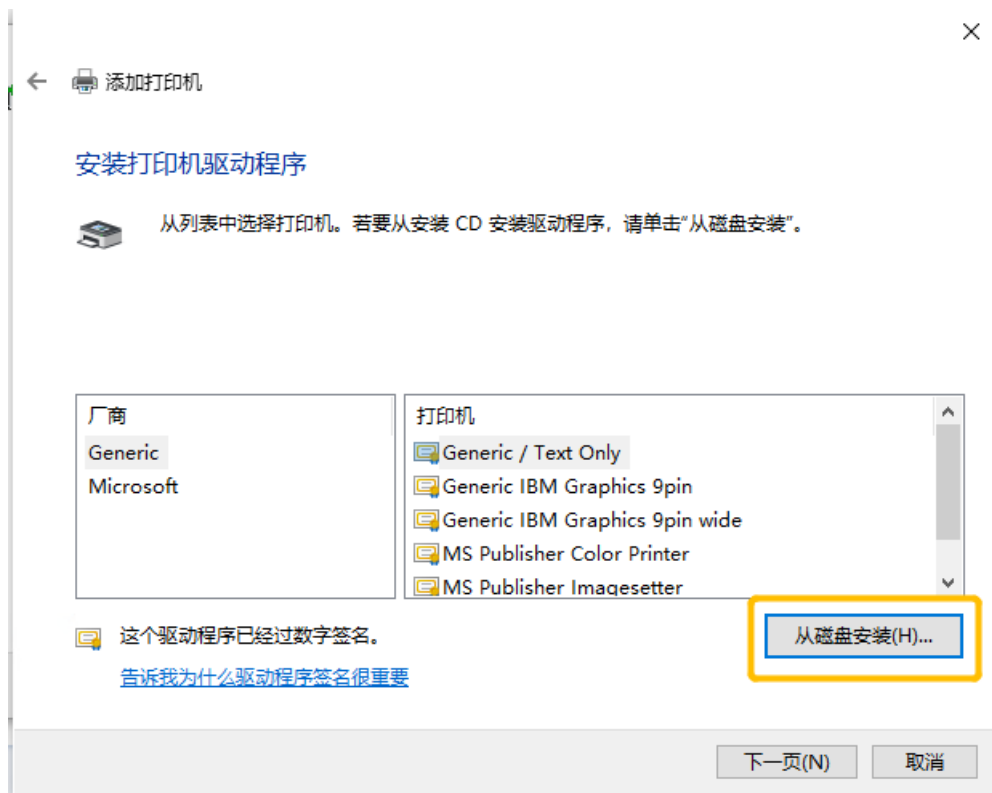 添加打印机
安装打印机驱动程序
从列表中选择打印机。若要从安装 CD 安装驱动程序，请单击“从磁盘安装”。
厂商
Generic
Microsoft
打印机
Generic / Text Only
Generic IBM Graphics 9pin
Generic IBM Graphics 9pin wide
MS Publisher Color Printer
MS Publisher Imagesetter
这个驱动程序已经过数字签名。
从磁盘安装(H)...
告诉我为什么驱动程序签名很重要
下一页(N)
取消